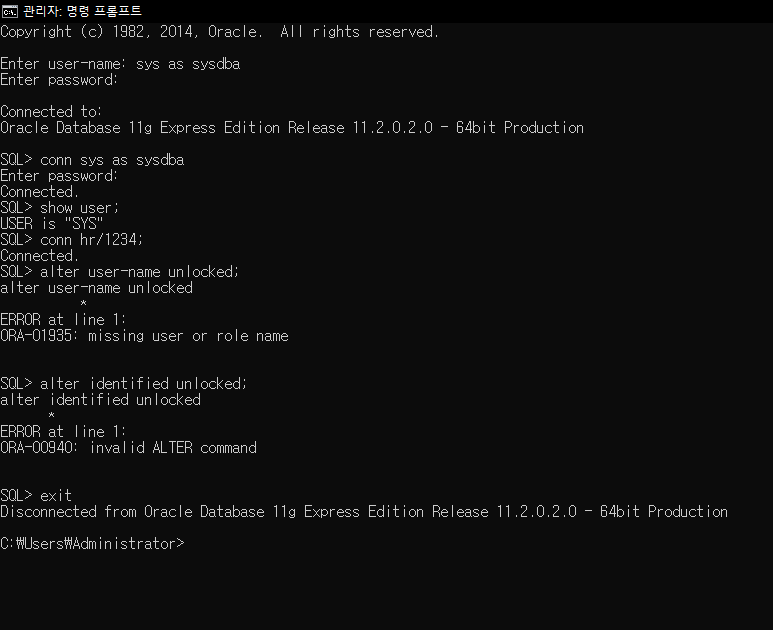 관리자: 명령 프롬프트
Copyright (c) 1982, 2014, Oracle.  All rights reserved.
Enter user-name: sys as sysdba
Enter password:
Connected to:
Oracle Database 11g Express Edition Release 11.2.0.2.0 - 64bit Production
SQL> conn sys as sysdba
Enter password:
Connected.
SQL> show user;
USER is "SYS"
SQL> conn hr/1234;
Connected.
SQL> alter user-name unlocked;
alter user-name unlocked
          *
ERROR at line 1:
ORA-01935: missing user or role name
SQL> alter identified unlocked;
alter identified unlocked
      *
ERROR at line 1:
ORA-00940: invalid ALTER command
SQL> exit
Disconnected from Oracle Database 11g Express Edition Release 11.2.0.2.0 - 64bit Production
C:₩Users₩Administrator>